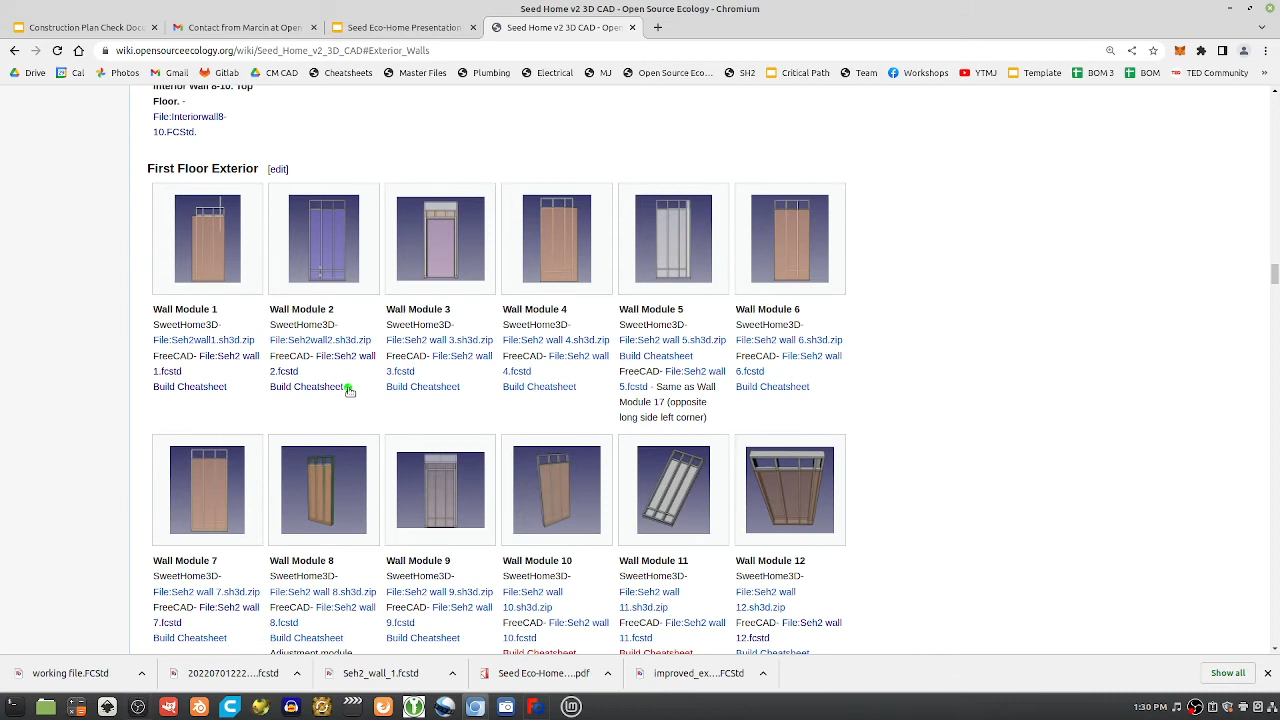 Seed Home v2 3D CAD - Open Source Ecology - Chromium
Construction Plan Check Docu
Contact from Marcin at Open
Seed Eco-Home Presentation
Seed Home v2 3D CAD - Open
wiki.opensourceecology.org/wiki/Seed_Home_v2_3D_CAD#Exterior_Walls
Drive
Cal
Photos
Gmail
Gitlab
CM CAD
Cheatsheets
Master Files
Plumbing
Electrical
MJ
Open Source Eco...
SH2
Critical Path
Team
Workshops
YTMJ
Template
BOM 3
BOM
TED Community
Interior Wall 8-10. Top
Floor. -
File:Interiorwall8-
10.FCStd.
First Floor Exterior [edit]
Wall Module 1
SweetHome3D-
File:Seh2wall1.sh3d.zip
FreeCAD- File:Seh2 wall
1.fcstd
Build Cheatsheet
Wall Module 2
SweetHome3D-
File:Seh2wall2.sh3d.zip
FreeCAD- File:Seh2 wall
2.fcstd
Build Cheatsheet
Wall Module 3
SweetHome3D-
File:Seh2 wall 3.sh3d.zip
FreeCAD- File:Seh2 wall
3.fcstd
Build Cheatsheet
Wall Module 4
SweetHome3D-
File:Seh2 wall 4.sh3d.zip
FreeCAD- File:Seh2 wall
4.fcstd
Build Cheatsheet
Wall Module 5
SweetHome3D-
File:Seh2 wall 5.sh3d.zip
Build Cheatsheet
FreeCAD- File:Seh2 wall
5.fcstd - Same as Wall
Module 17 (opposite
long side left corner)
Wall Module 6
SweetHome3D-
File:Seh2 wall 6.sh3d.zip
FreeCAD- File:Seh2 wall
6.fcstd
Build Cheatsheet
Wall Module 7
SweetHome3D-
File:Seh2 wall 7.sh3d.zip
FreeCAD- File:Seh2 wall
7.fcstd
Build Cheatsheet
Wall Module 8
SweetHome3D-
File:Seh2 wall 8.sh3d.zip
FreeCAD- File:Seh2 wall
8.fcstd
Build Cheatsheet
Adjustment module
Wall Module 9
SweetHome3D-
File:Seh2 wall 9.sh3d.zip
FreeCAD- File:Seh2 wall
9.fcstd
Build Cheatsheet
Wall Module 10
SweetHome3D-
File:Seh2 wall
10.sh3d.zip
FreeCAD- File:Seh2 wall
10.fcstd
Build Cheatsheet
Wall Module 11
SweetHome3D-
File:Seh2 wall
11.sh3d.zip
FreeCAD- File:Seh2 wall
11.fcstd
Build Cheatsheet
Wall Module 12
SweetHome3D-
File:Seh2 wall
12.sh3d.zip
FreeCAD- File:Seh2 wall
12.fcstd
Build Cheatsheet
working file.FCStd
20220701222....fcstd
Seh2_wall_1.fcstd
Seed Eco-Home....pdf
improved_ex....FCStd
Show all
1:30 PM